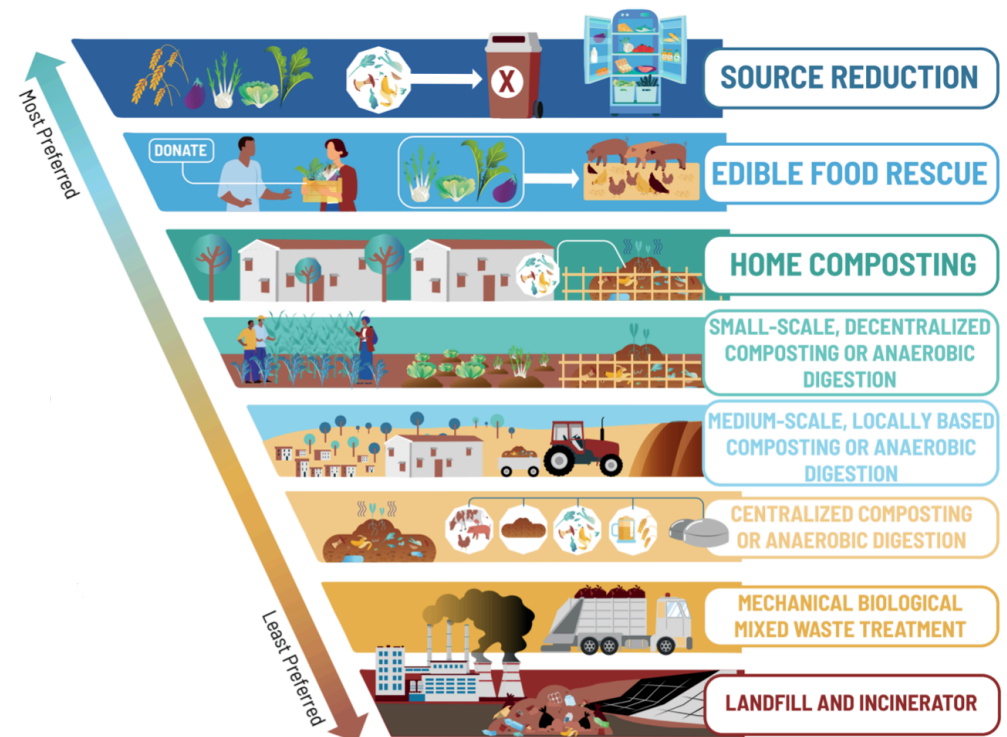 Most Preferred
X
SOURCE REDUCTION
DONATE
EDIBLE FOOD RESCUE
HOME COMPOSTING
SMALL-SCALE, DECENTRALIZED
COMPOSTING OR ANAEROBIC
DIGESTION
MEDIUM-SCALE, LOCALLY BASED
COMPOSTING OR ANAEROBIC
DIGESTION
CENTRALIZED COMPOSTING
OR ANAEROBIC DIGESTION
MECHANICAL BIOLOGICAL
MIXED WASTE TREATMENT
Least Preferred
LANDFILL AND INCINERATOR